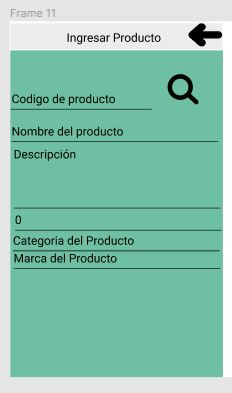 Frame 11
Ingresar Producto
Codigo de producto
Nombre del producto
Descripción
0
Categoria del Producto
Marca del Producto